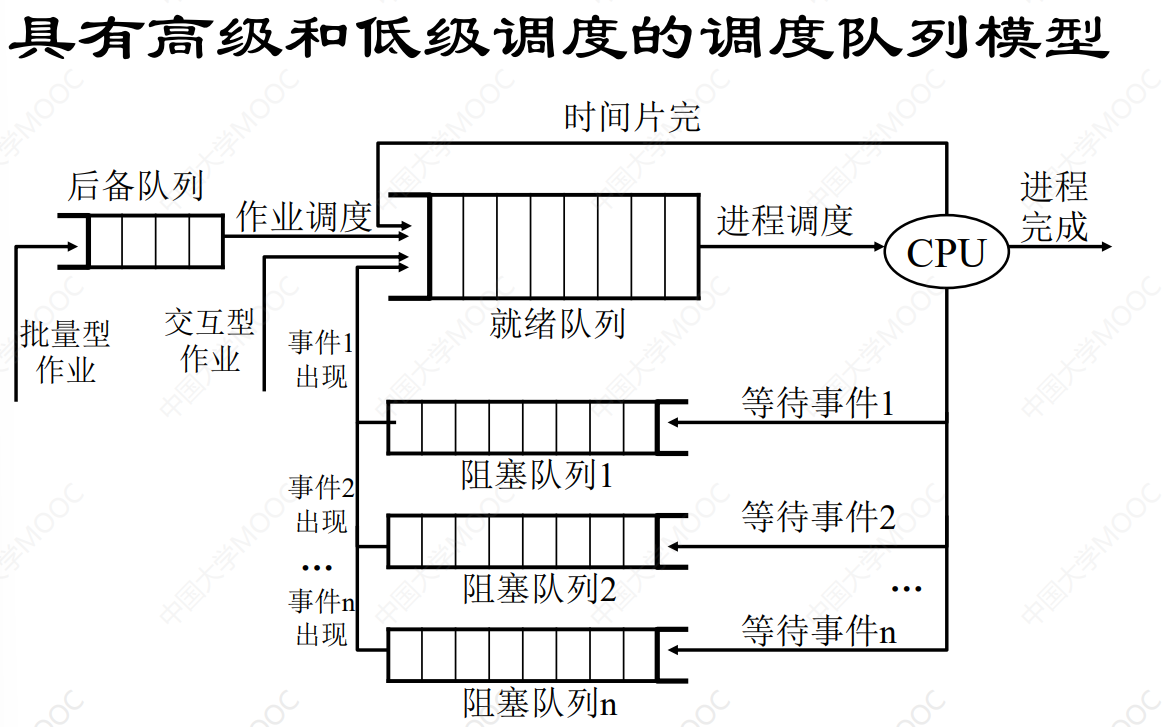 具有高级和低级调度的调度队列模型
时间片完
后备队列
作业调度
进程调度
进程
完成
CPU
就绪队列
批量型
作业
交互型
作业
事件1
出现
等待事件1
阻塞队列1
事件2
出现
等待事件2
阻塞队列2
...
...
事件n
出现
等待事件n
阻塞队列n
中国大学MOOC